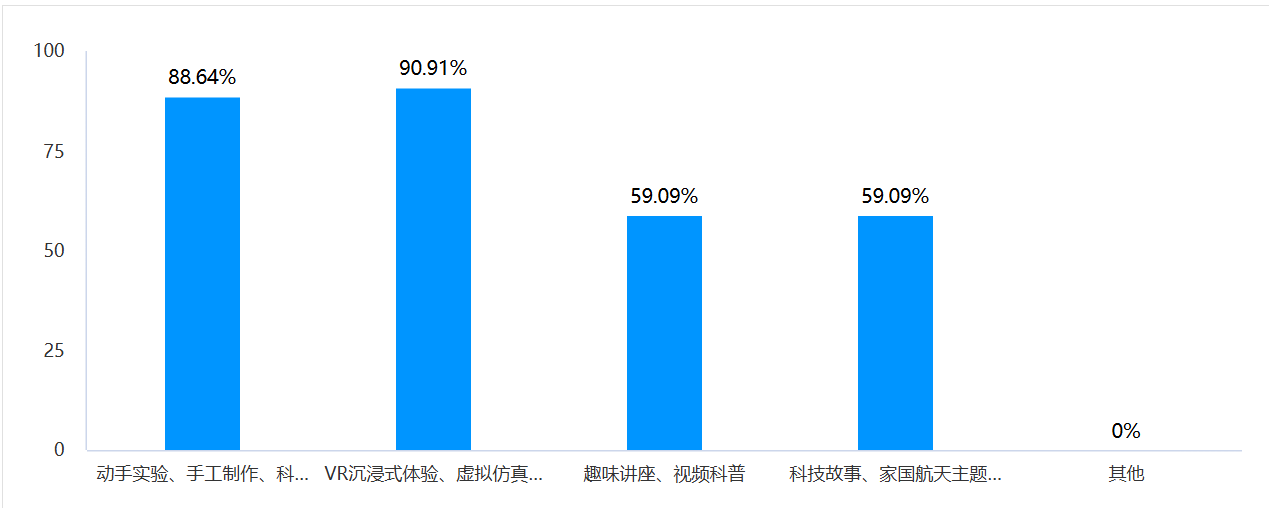 100
75
50
25
0
88.64%
90.91%
59.09%
59.09%
0%
动手实验、手工制作、科...
VR沉浸式体验、虚拟仿真...
趣味讲座、视频科普
科技故事、家国航天主题...
其他